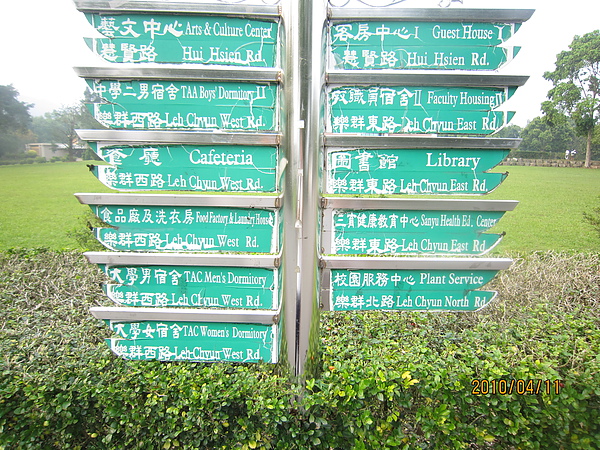 藝文中心 Arts & Culture Center
慧賢路 Hui Hsien Rd.
中學二男宿舍 TAA Boys' Dormitory II
樂群西路 Leh Chyun West Rd.
餐廳 Cafeteria
樂群西路 Leh Chyun West Rd.
食品廠及洗衣房 Food Factory & Laundry House
樂群西路 Leh Chyun West Rd.
大學男宿舍 TAC Men's Dormitory
樂群西路 Leh Chyun West Rd.
大學女宿舍 TAC Women's Dormitory
樂群西路 Leh Chyun West Rd.
客房中心 I Guest House I
慧賢路 Hui Hsien Rd.
教職員宿舍 II Faculty Housing
樂群東路 Leh Chyun East Rd.
圖書館 Library
樂群東路 Leh Chyun East Rd.
三育健康教育中心 Sanyu Health Ed. Center
樂群東路 Leh Chyun East Rd.
校園服務中心 Plant Service
樂群北路 Leh Chyun North Rd.
2010/04/11